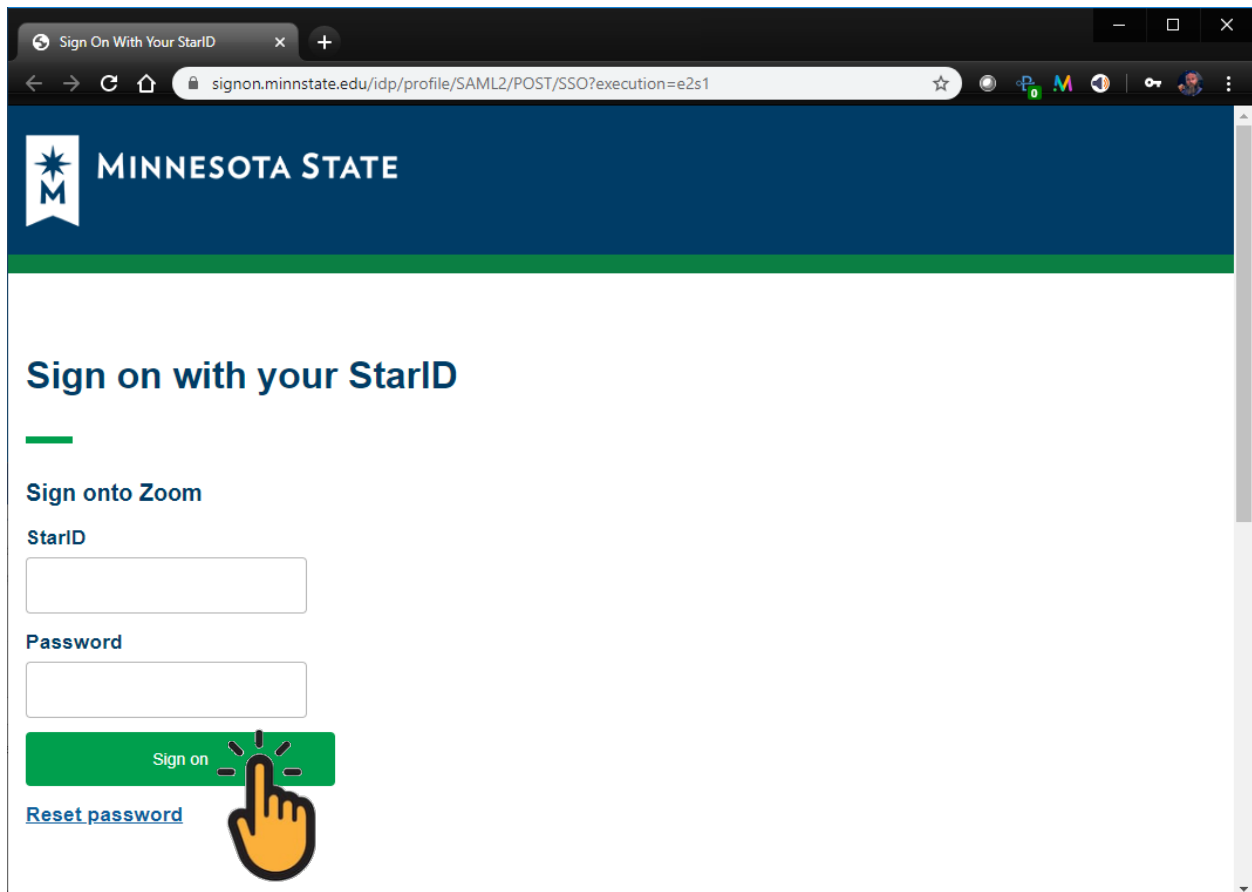 Sign On With Your StarID
signon.minnstate.edu/idp/profile/SAML2/POST/SSO?execution=e2s1
0
M
MINNESOTA STATE
Sign on with your StarID
Sign onto Zoom
StarID
Password
Sign on
Reset password